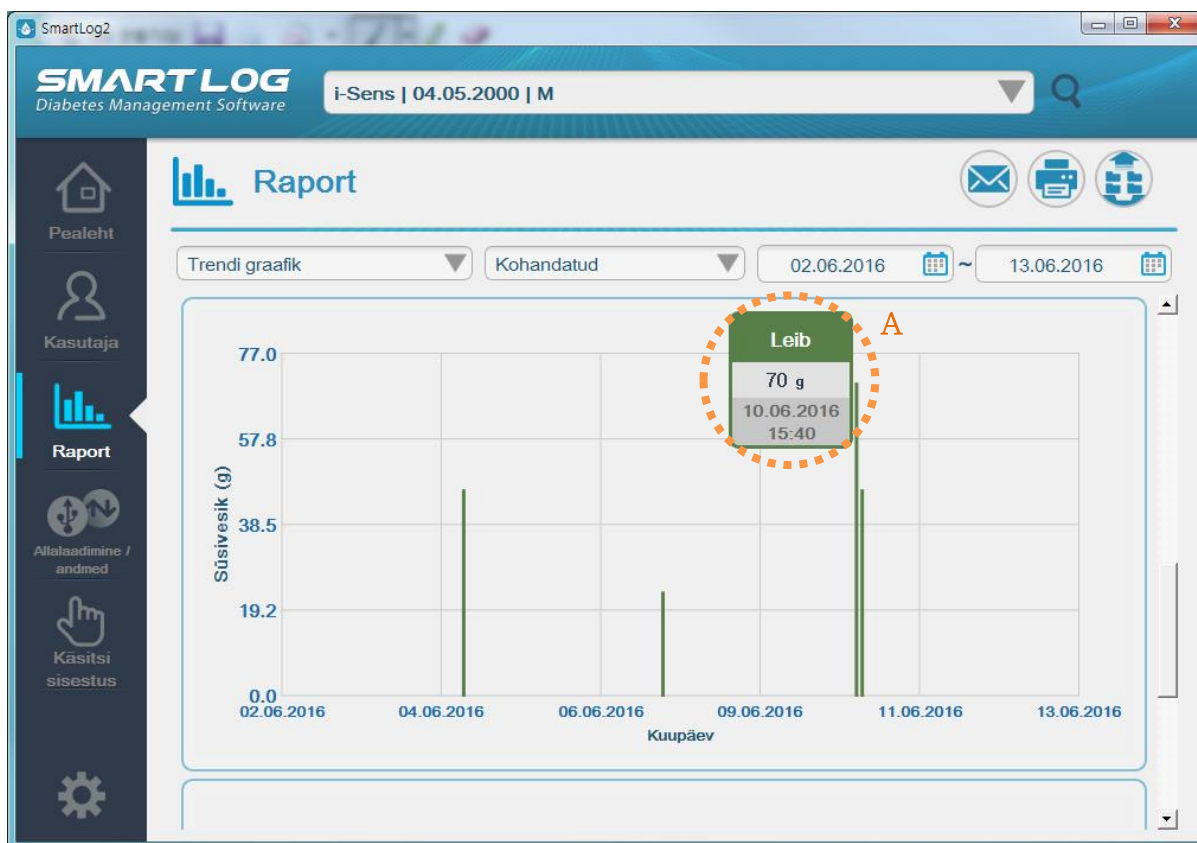 SmartLog2
SMART LOG
Diabetes Management Software
i-Sens | 04.05.2000 | M
Pealeht
Kasutaja
Raport
Allalaadimine /
andmed
Käsitsi
sisestus
Raport
Trendi graafik
Kohandatud
02.06.2016
~
13.06.2016
A
Leib
70 g
10.06.2016
15:40
Süsivesik (g)
77.0
57.8
38.5
19.2
0.0
02.06.2016
04.06.2016
06.06.2016
09.06.2016
11.06.2016
13.06.2016
Kuupäev